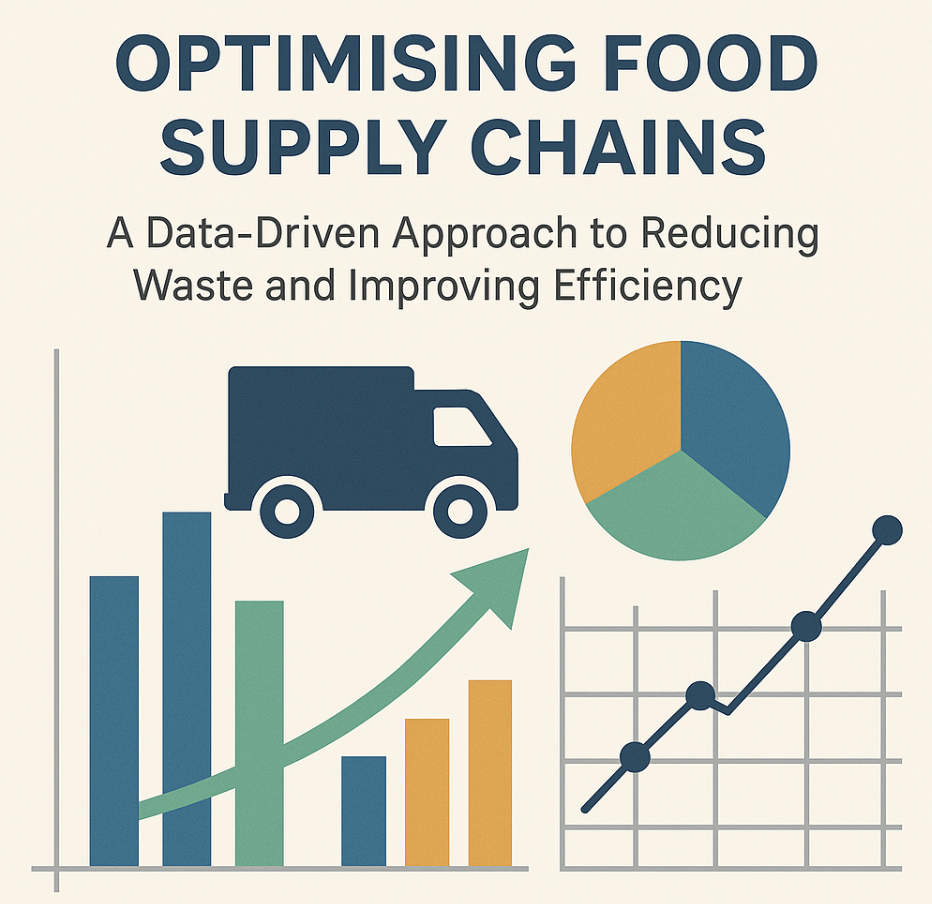 OPTIMISING FOOD
SUPPLY CHAINS
A Data-Driven Approach to Reducing
Waste and Improving Efficiency